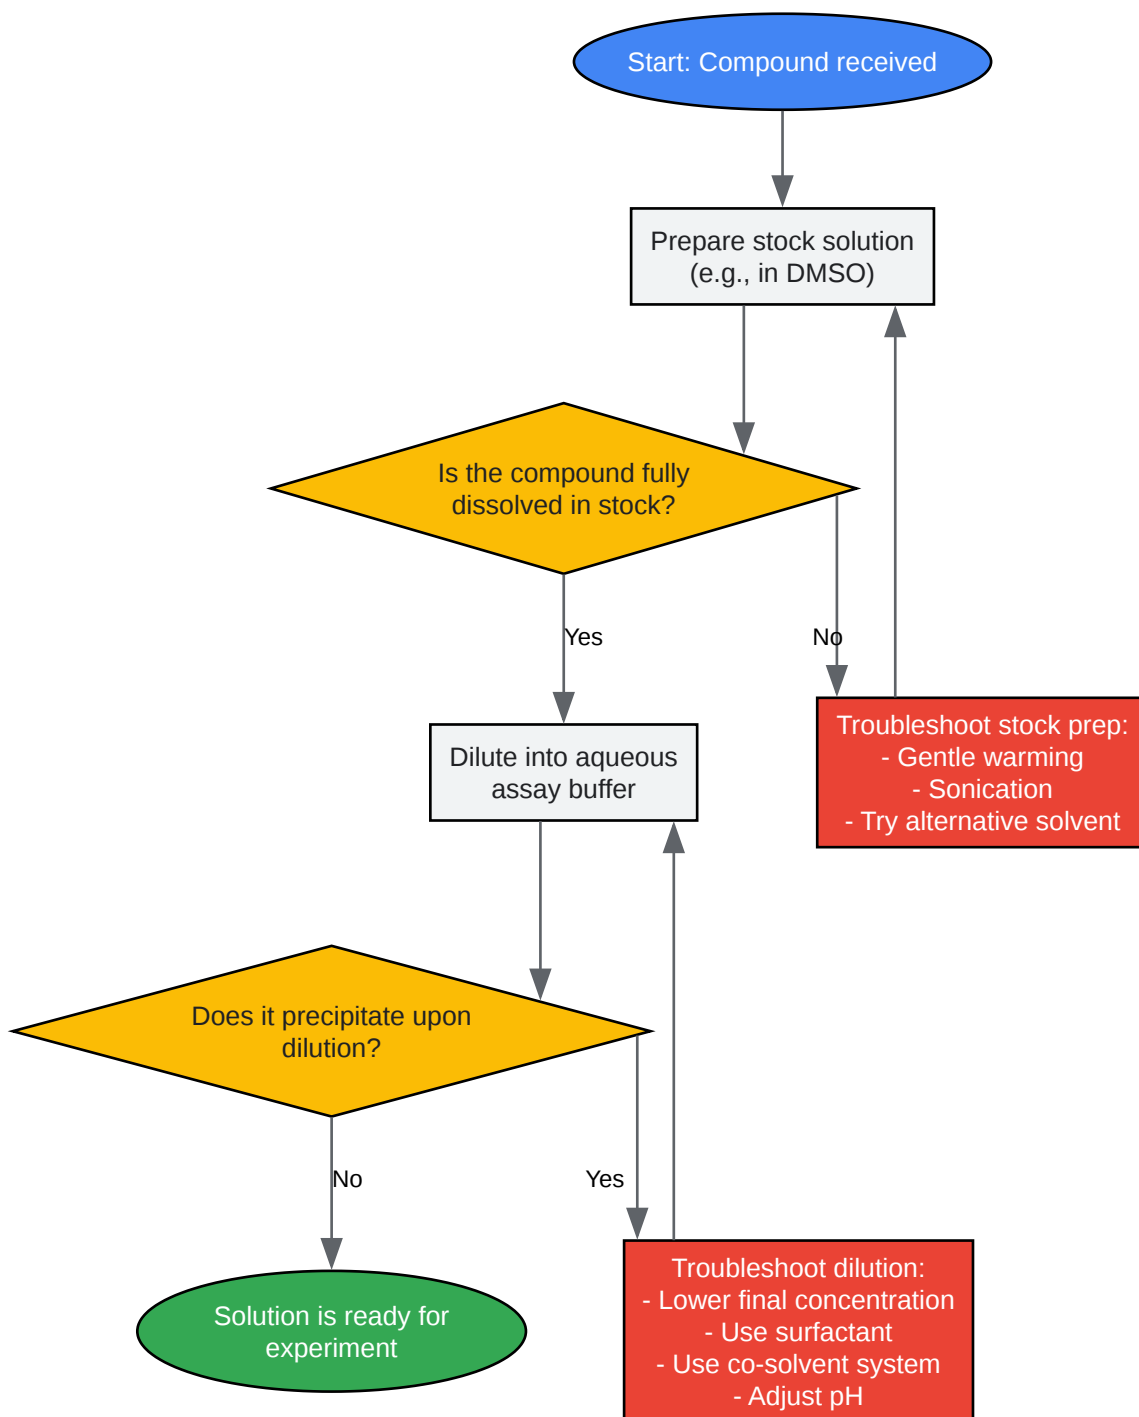 Start: Compound received
Prepare stock solution
(e.g., in DMSO)
Is the compound fully
dissolved in stock?
Yes
No
Troubleshoot stock prep:
- Gentle warming
- Sonication
- Try alternative solvent
Dilute into aqueous
assay buffer
Does it precipitate upon
dilution?
No
Yes
Solution is ready for
experiment
Troubleshoot dilution:
- Lower final concentration
- Use surfactant
- Use co-solvent system
- Adjust pH